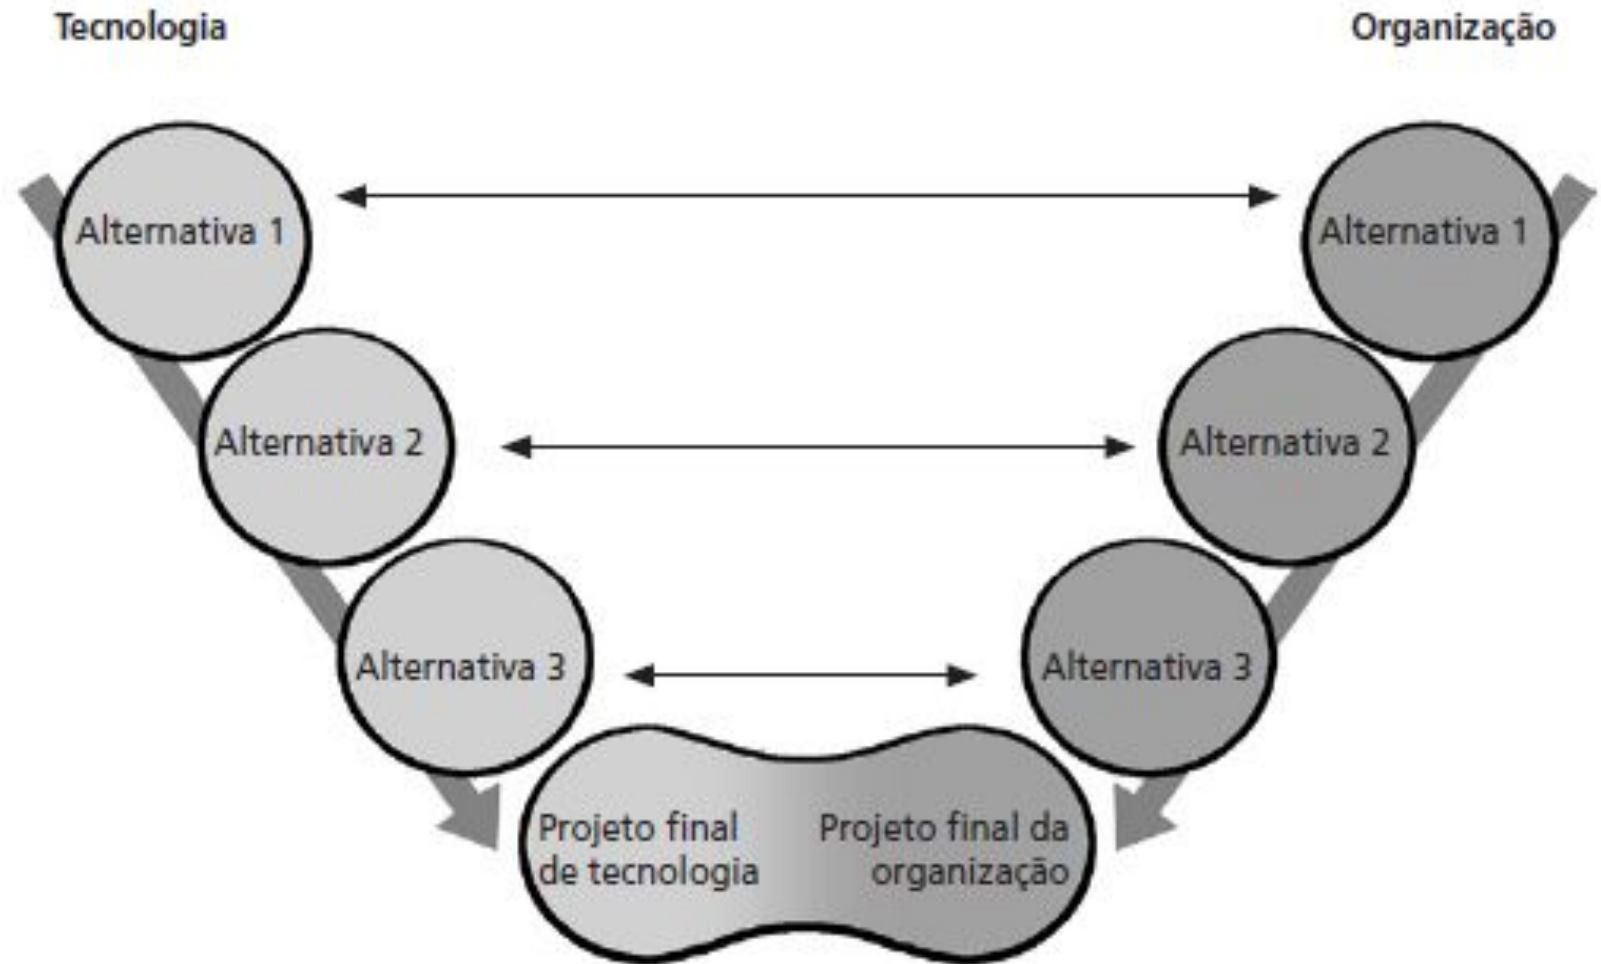 Tecnologia
Organização
Alternativa 1
Alternativa 1
Alternativa 2
Alternativa 2
Alternativa 3
Alternativa 3
Projeto final
de tecnologia
Projeto final da
organização